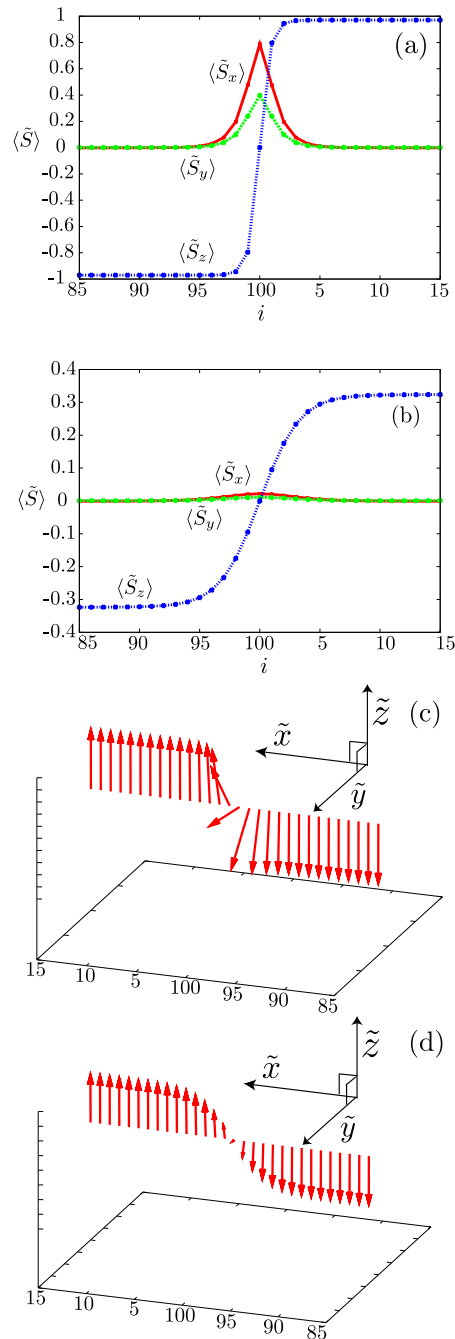 1
(a)
0.8
⟨S̃x⟩
0.6
0.4
0.2
⟨S̃⟩ 0
-0.2
⟨S̃y⟩
-0.4
-0.6
-0.8
⟨S̃z⟩
-1
85 90 95 100 5 10 15
i
0.4
(b)
0.3
0.2
0.1
⟨S̃x⟩
⟨S̃⟩ 0
⟨S̃y⟩
-0.1
-0.2
⟨S̃z⟩
-0.3
-0.4
85 90 95 100 5 10 15
i
(c)
z̃
x̃
ỹ
15 10 5 100 95 90 85
(d)
z̃
x̃
ỹ
15 10 5 100 95 90 85